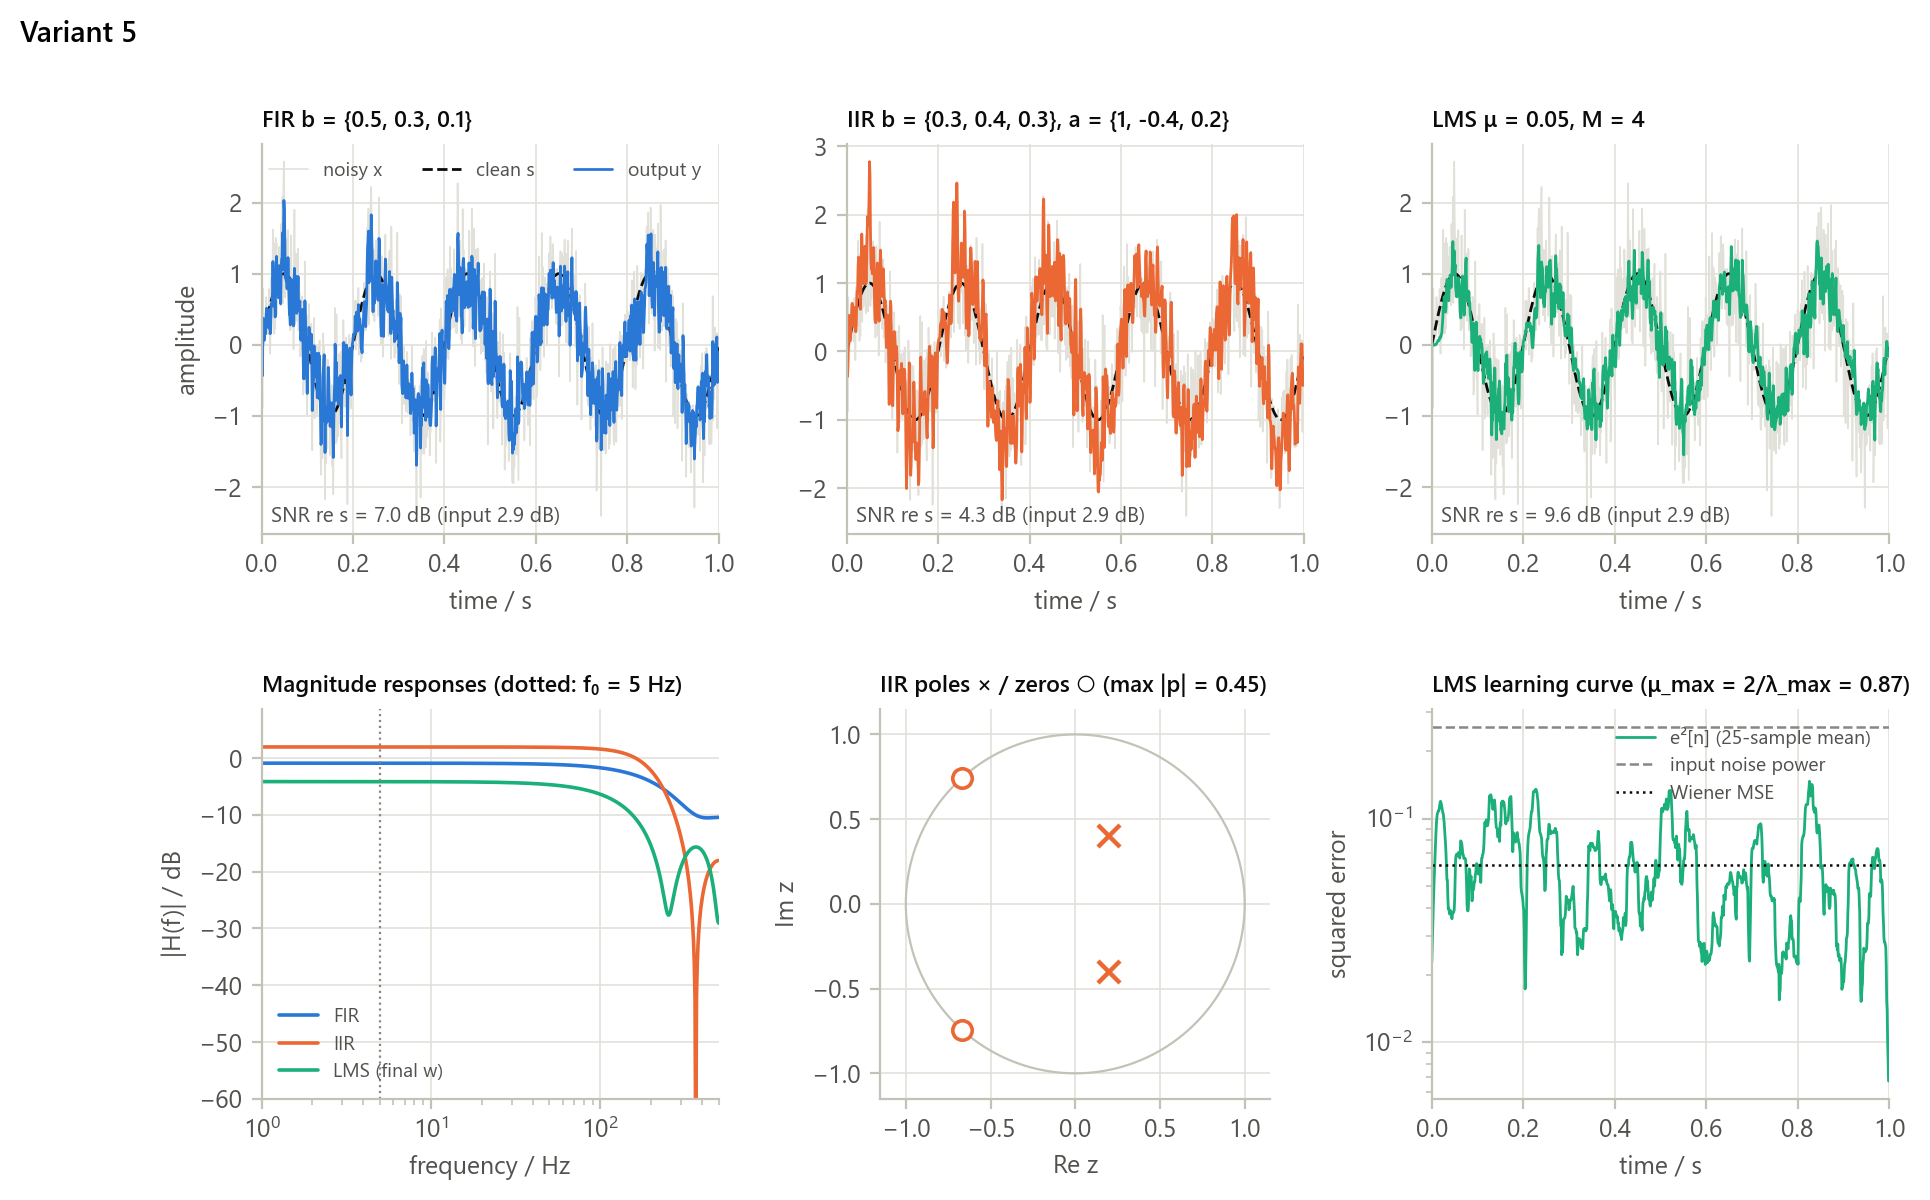 Variant 5
FIR b = {0.5, 0.3, 0.1}
noisy x
clean s
output y
amplitude
2
1
0
−1
−2
SNR re s = 7.0 dB (input 2.9 dB)
0.0 0.2 0.4 0.6 0.8 1.0
time / s
IIR b = {0.3, 0.4, 0.3}, a = {1, -0.4, 0.2}
3
2
1
0
−1
−2
SNR re s = 4.3 dB (input 2.9 dB)
0.0 0.2 0.4 0.6 0.8 1.0
time / s
LMS μ = 0.05, M = 4
2
1
0
−1
−2
SNR re s = 9.6 dB (input 2.9 dB)
0.0 0.2 0.4 0.6 0.8 1.0
time / s
Magnitude responses (dotted: f₀ = 5 Hz)
|H(f)| / dB
0
−10
−20
−30
−40
−50
−60
FIR
IIR
LMS (final w)
10⁰ 10¹ 10²
frequency / Hz
IIR poles × / zeros ○ (max |p| = 0.45)
Im z
1.0
0.5
0.0
−0.5
−1.0
−1.0 −0.5 0.0 0.5 1.0
Re z
LMS learning curve (μ_max = 2/λ_max = 0.87)
squared error
e²[n] (25-sample mean)
input noise power
Wiener MSE
10⁻¹
10⁻²
0.0 0.2 0.4 0.6 0.8 1.0
time / s